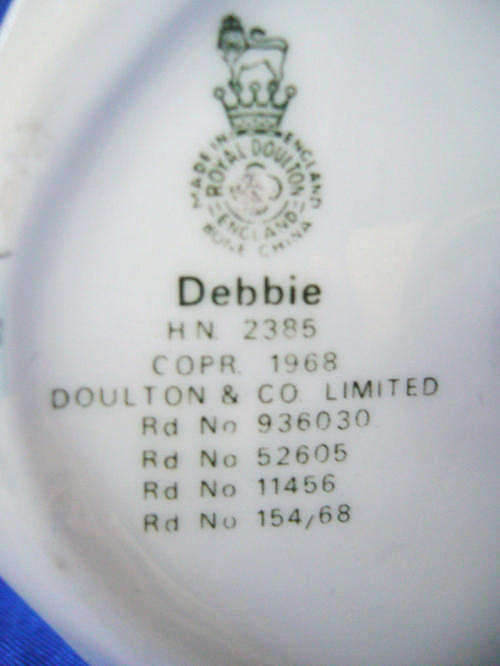 MADE IN ENGLAND
ROYAL DOULTON
ENGLAND
BONE CHINA
Debbie
H.N. 2385
COPR. 1968
DOULTON & CO. LIMITED
Rd No 936030
Rd No 52605
Rd No 11456
Rd No 154/68